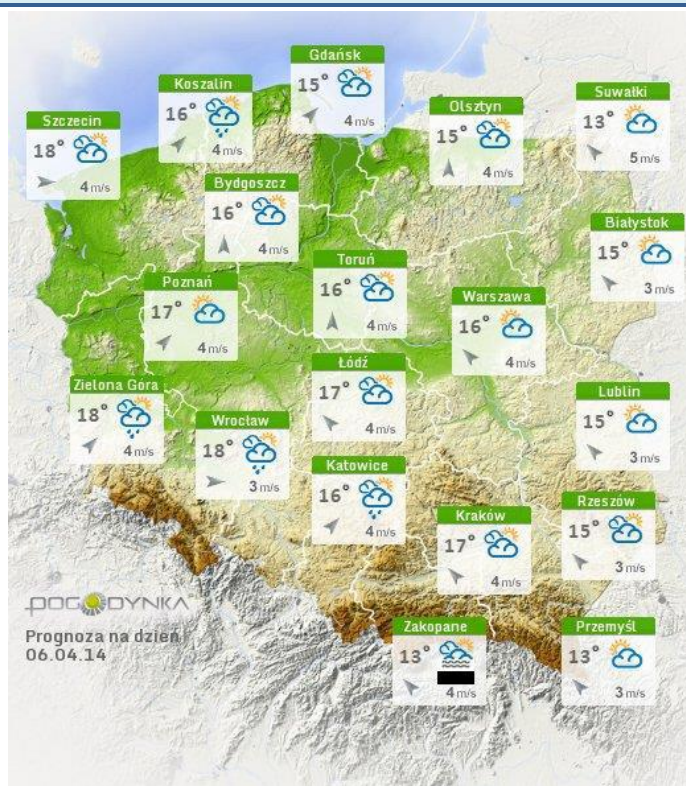 Gdańsk
15°
4 m/s
Koszalin
16°
4 m/s
Suwałki
13°
5 m/s
Olsztyn
15°
4 m/s
Szczecin
18°
4 m/s
Bydgoszcz
16°
4 m/s
Białystok
15°
3 m/s
Toruń
16°
4 m/s
Poznań
17°
4 m/s
Warszawa
16°
4 m/s
Łódź
17°
4 m/s
Zielona Góra
18°
4 m/s
Lublin
15°
3 m/s
Wrocław
18°
3 m/s
Katowice
16°
4 m/s
Rzeszów
15°
3 m/s
Kraków
17°
4 m/s
POGODYNKA
Prognoza na dzień
06.04.14
Zakopane
13°
4 m/s
Przemyśl
13°
3 m/s